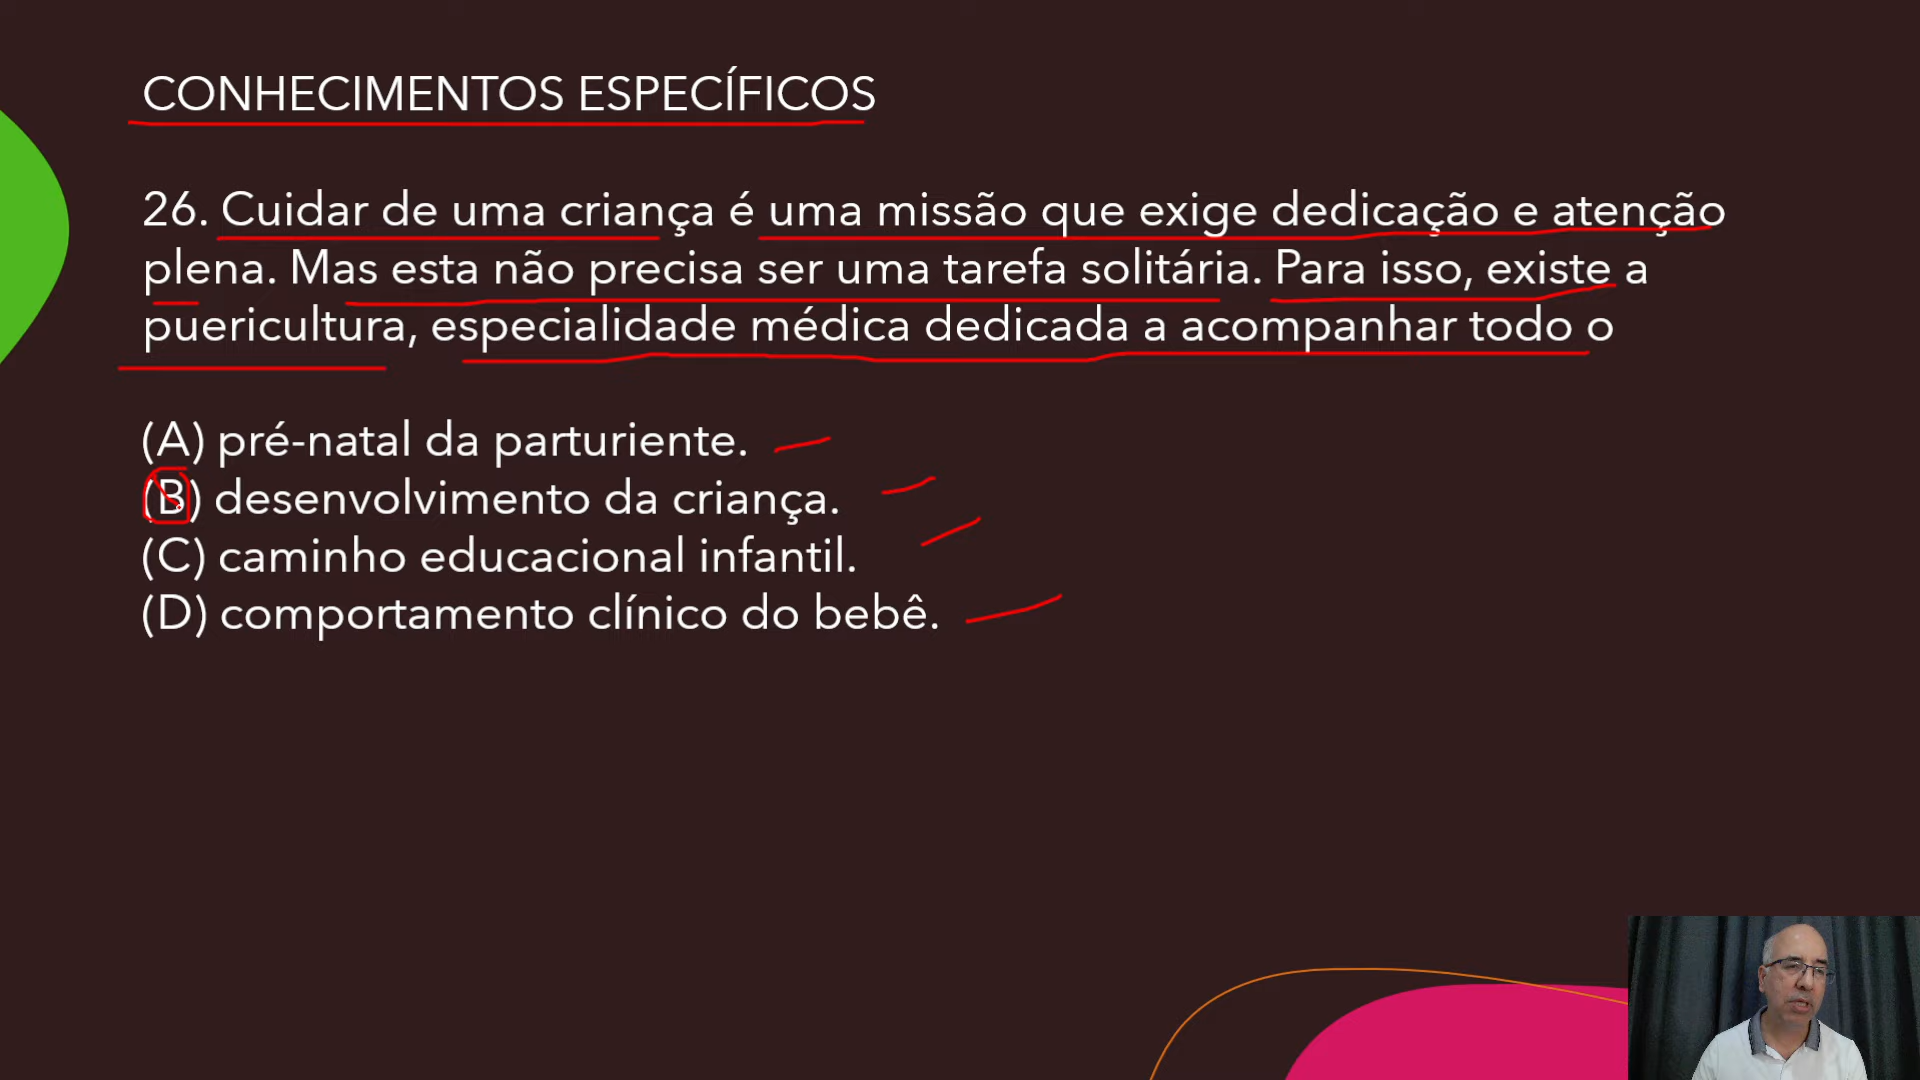 CONHECIMENTOS ESPECÍFICOS
26. Cuidar de uma criança é uma missão que exige dedicação e atenção
plena. Mas esta não precisa ser uma tarefa solitária. Para isso, existe a
puericultura, especialidade médica dedicada a acompanhar todo o
(A) pré-natal da parturiente.
(B) desenvolvimento da criança.
(C) caminho educacional infantil.
(D) comportamento clínico do bebê.